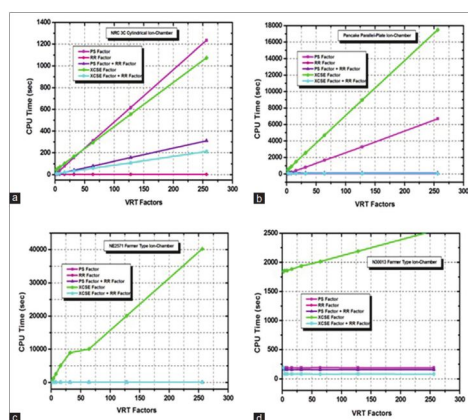 NRC 3C Cylindrical Ion-Chamber
PS Factor
RR Factor
PS Factor + RR Factor
XCSE Factor
XCSE Factor + RR Factor
CPU Time (sec)
1400
1200
1000
800
600
400
200
0
0 50 100 150 200 250 300
VRT Factors
a
Pancake Parallel-Plate Ion-Chamber
PS Factor
RR Factor
PS Factor + RR Factor
XCSE Factor
XCSE Factor + RR Factor
CPU Time (sec)
18000
16000
14000
12000
10000
8000
6000
4000
2000
0
0 50 100 150 200 250 300
VRT Factors
b
NE2571 Farmer Type Ion-Chamber
PS Factor
RR Factor
PS Factor + RR Factor
XCSE Factor
XCSE Factor + RR Factor
CPU Time (sec)
40000
30000
20000
10000
0
0 50 100 150 200 250 300
VRT Factors
c
N30013 Farmer Type Ion-Chamber
PS Factor
RR Factor
PS Factor + RR Factor
XCSE Factor
XCSE Factor + RR Factor
CPU Time (sec)
2500
2000
1500
1000
500
0
0 50 100 150 200 250 300
VRT Factors
d